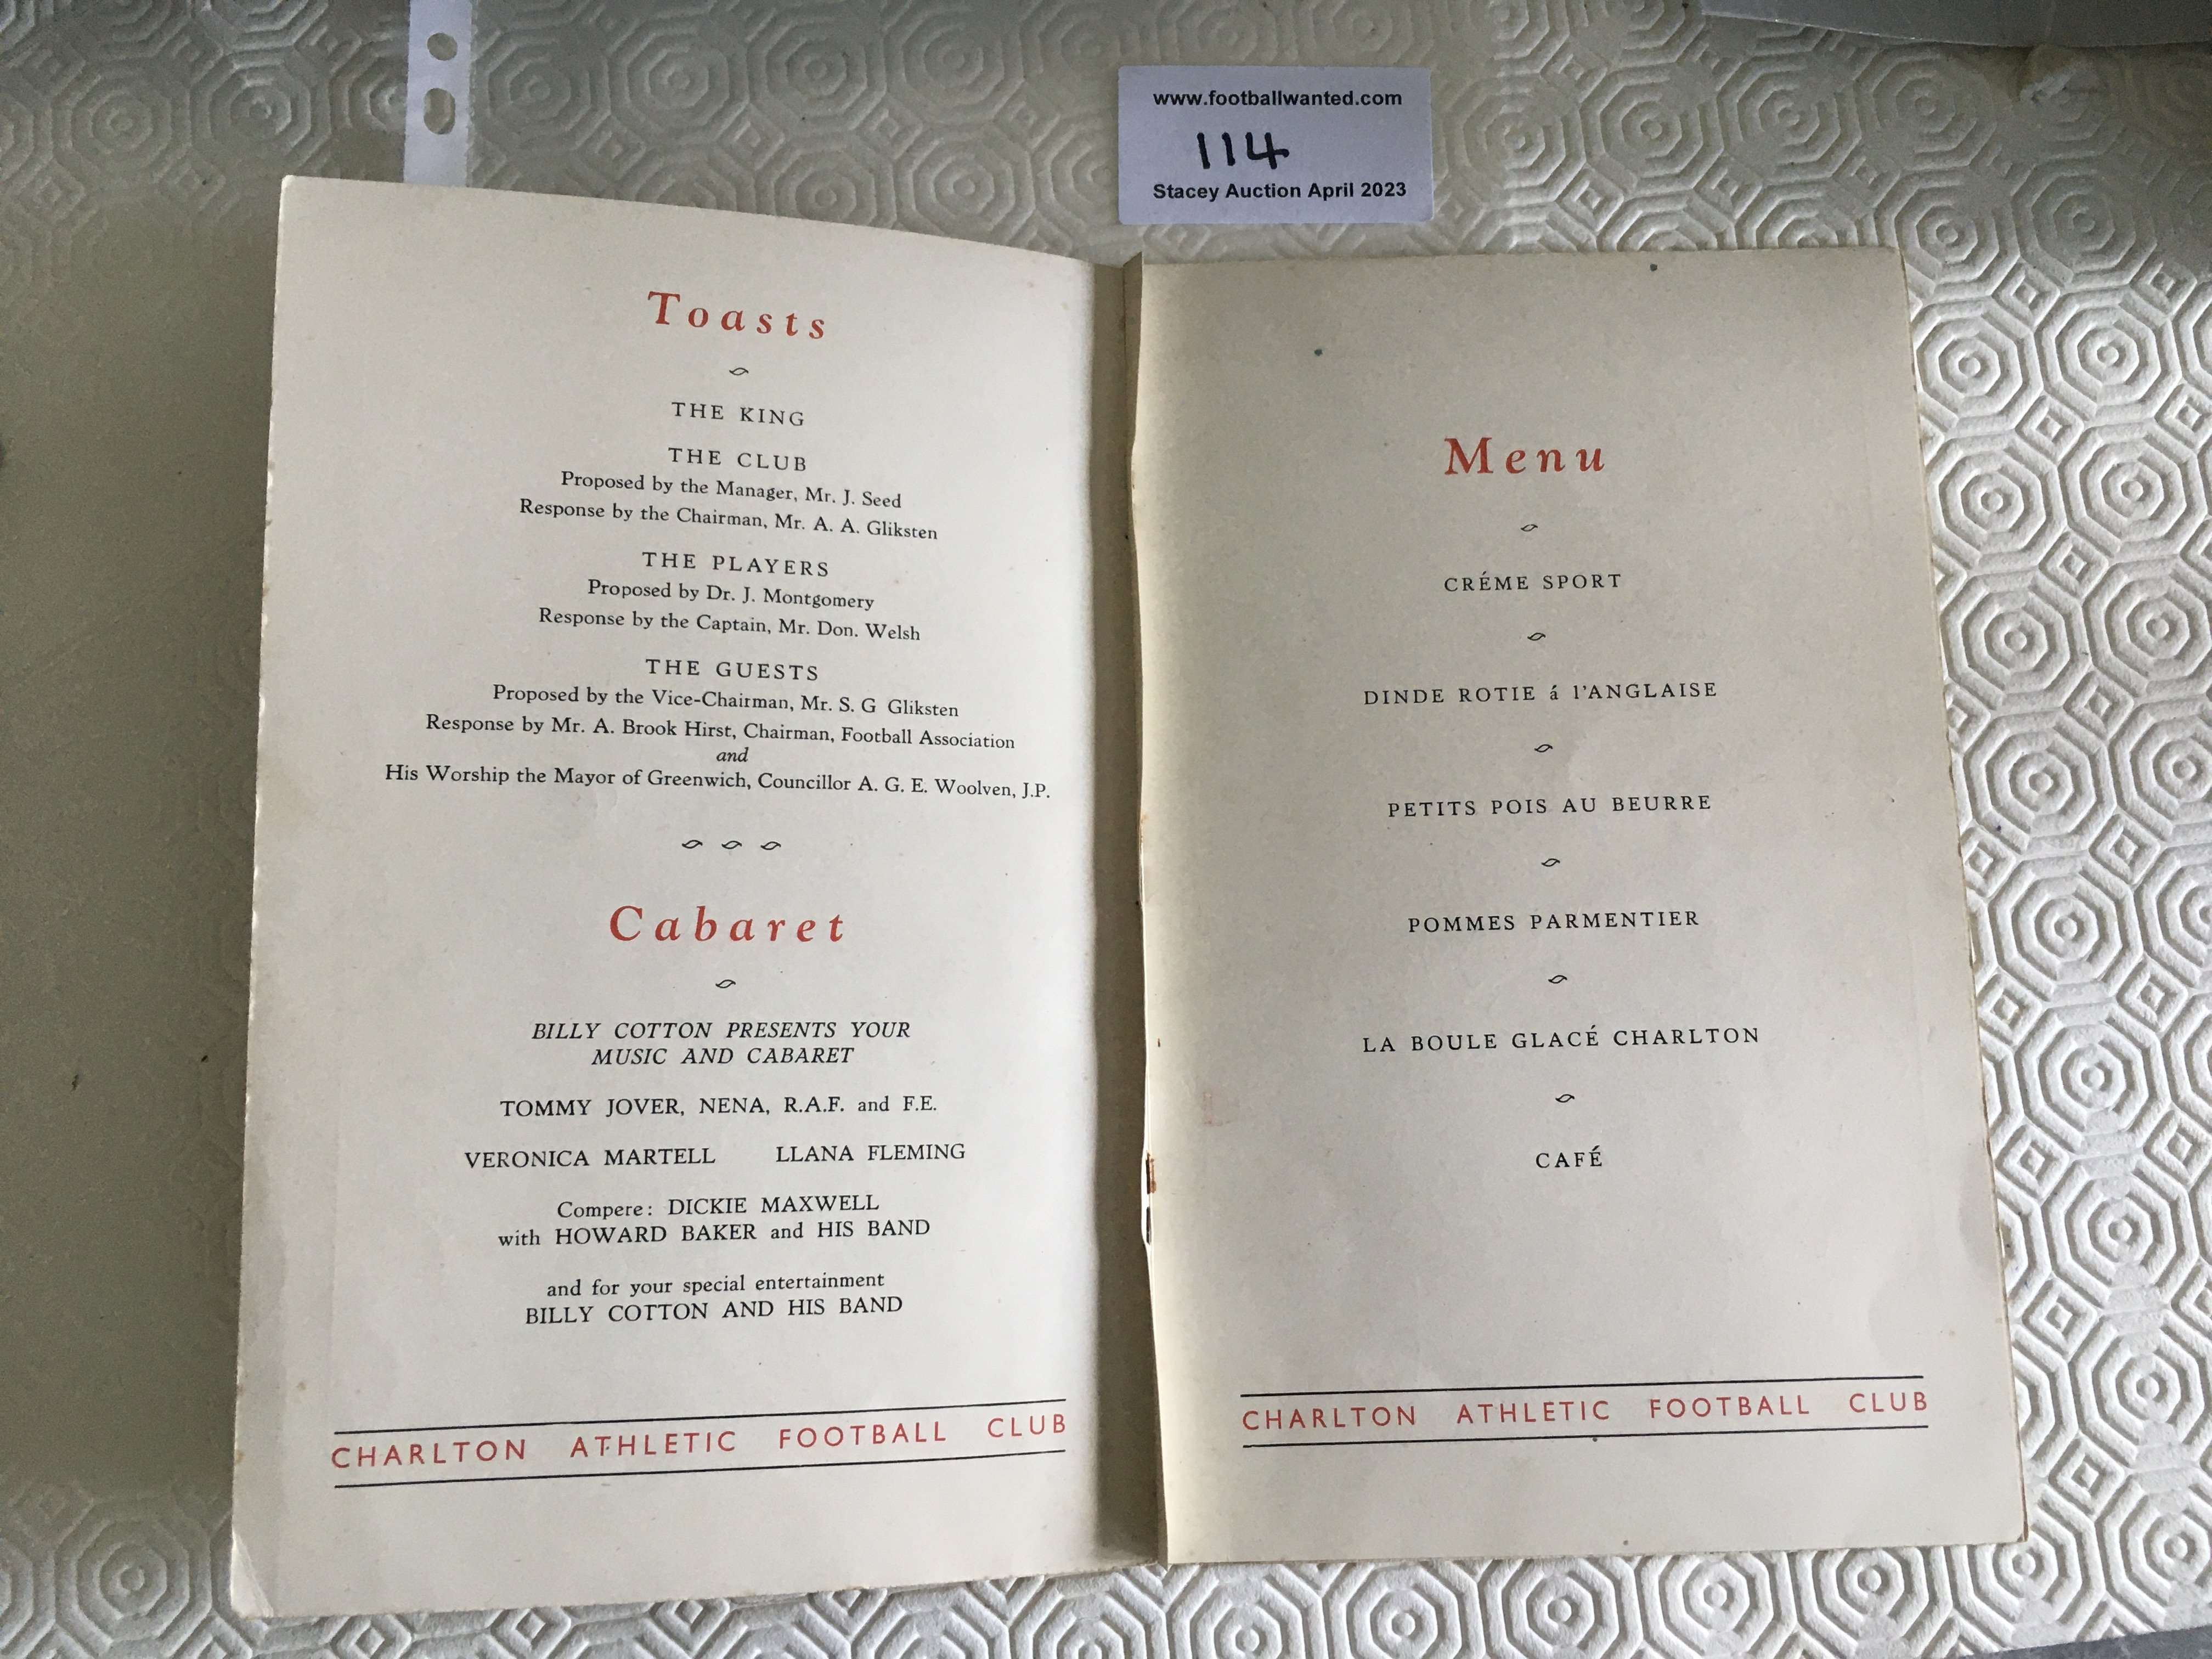 www.footballwanted.com
114
Stacey Auction April 2023
Toasts
THE KING
THE CLUB
Proposed by the Manager, Mr. J. Seed
Response by the Chairman, Mr. A. A. Gliksten
THE PLAYERS
Proposed by Dr. J. Montgomery
Response by the Captain, Mr. Don. Welsh
THE GUESTS
Proposed by the Vice-Chairman, Mr. S. G Gliksten
Response by Mr. A. Brook Hirst, Chairman, Football Association
and
His Worship the Mayor of Greenwich, Councillor A. G. E. Woolven, J.P.
Cabaret
BILLY COTTON PRESENTS YOUR
MUSIC AND CABARET
TOMMY JOVER, NENA, R.A.F. and F.E.
VERONICA MARTELL LLANA FLEMING
Compere: DICKIE MAXWELL
with HOWARD BAKER and HIS BAND
and for your special entertainment
BILLY COTTON AND HIS BAND
CHARLTON ATHLETIC FOOTBALL CLUB
Menu
CRÉME SPORT
DINDE ROTIE á l'ANGLAISE
PETITS POIS AU BEURRE
POMMES PARMENTIER
LA BOULE GLACÉ CHARLTON
CAFÉ
CHARLTON ATHLETIC FOOTBALL CLUB